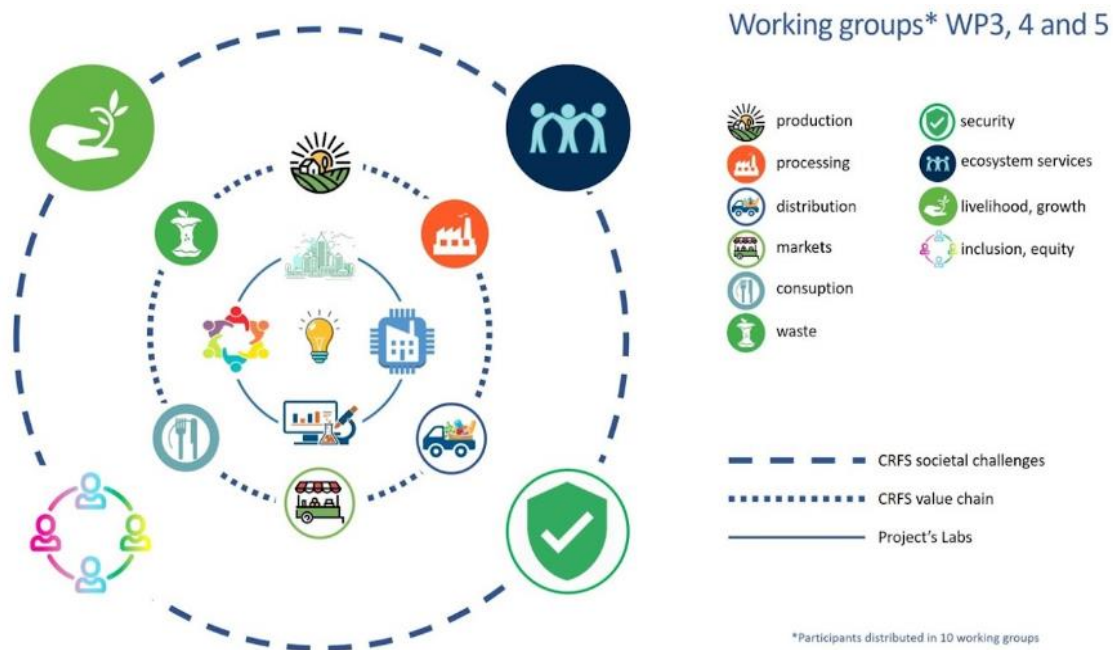 Working groups* WP3, 4 and 5
production
processing
distribution
markets
consuption
waste
security
ecosystem services
livelihood, growth
inclusion, equity
CRFS societal challenges
CRFS value chain
Project's Labs
*Participants distributed in 10 working groups